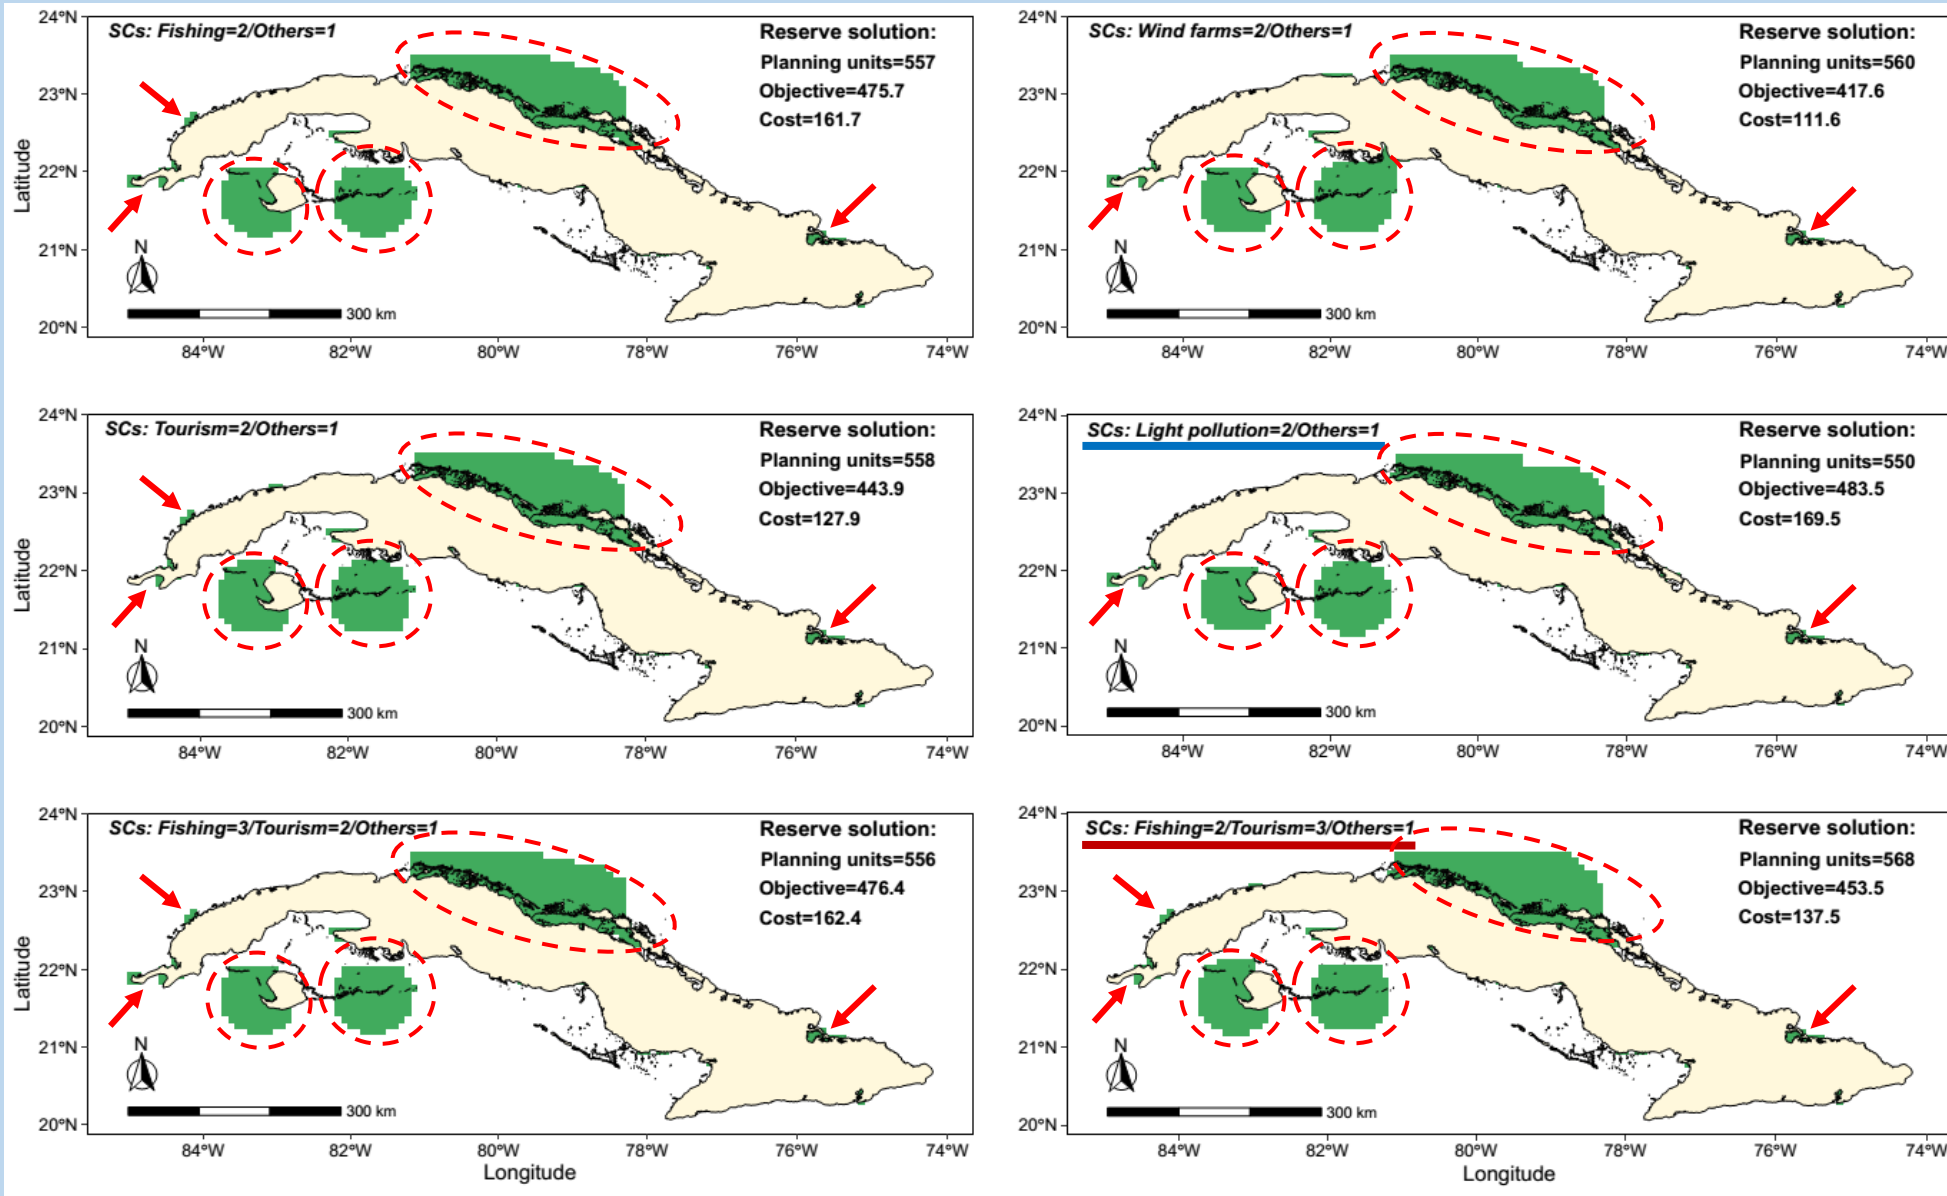 SCs: Fishing=2/Others=1
Reserve solution:
Planning units=557
Objective=475.7
Cost=161.7
24°N
23°N
22°N
21°N
20°N
Latitude
N
300 km
84°W 82°W 80°W 78°W 76°W 74°W
SCs: Wind farms=2/Others=1
Reserve solution:
Planning units=560
Objective=417.6
Cost=111.6
24°N
23°N
22°N
21°N
20°N
N
300 km
84°W 82°W 80°W 78°W 76°W 74°W
SCs: Tourism=2/Others=1
Reserve solution:
Planning units=558
Objective=443.9
Cost=127.9
24°N
23°N
22°N
21°N
20°N
Latitude
N
300 km
84°W 82°W 80°W 78°W 76°W 74°W
SCs: Light pollution=2/Others=1
Reserve solution:
Planning units=550
Objective=483.5
Cost=169.5
24°N
23°N
22°N
21°N
20°N
N
300 km
84°W 82°W 80°W 78°W 76°W 74°W
SCs: Fishing=3/Tourism=2/Others=1
Reserve solution:
Planning units=556
Objective=476.4
Cost=162.4
24°N
23°N
22°N
21°N
20°N
Latitude
N
300 km
84°W 82°W 80°W 78°W 76°W 74°W
Longitude
SCs: Fishing=2/Tourism=3/Others=1
Reserve solution:
Planning units=568
Objective=453.5
Cost=137.5
24°N
23°N
22°N
21°N
20°N
N
300 km
84°W 82°W 80°W 78°W 76°W 74°W
Longitude